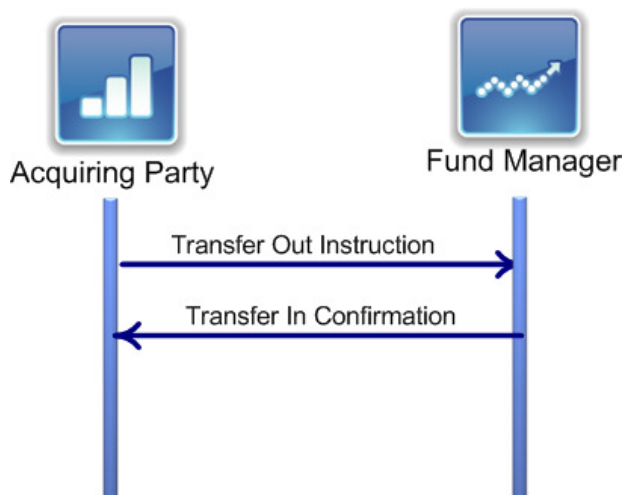 Acquiring Party
Fund Manager
Transfer Out Instruction
Transfer In Confirmation